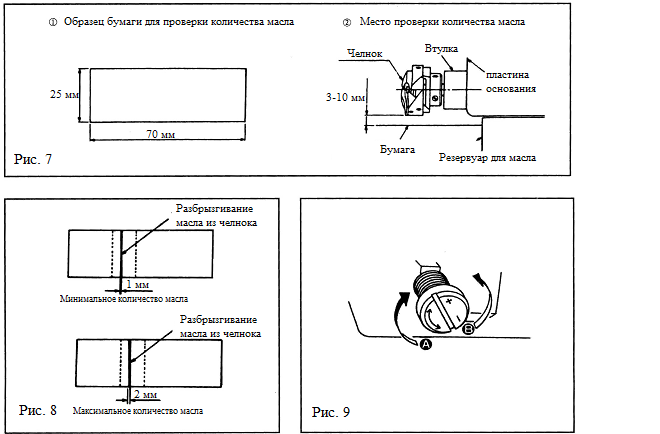 ① Образец бумаги для проверки количества масла
② Место проверки количества масла
Челнок
Втулка
пластина
основания
25 мм
3-10 мм
70 мм
Бумага
Резервуар для масла
Рис. 7
Разбрызгивание
масла из челнока
1 мм
Минимальное количество масла
Разбрызгивание
масла из челнока
2 мм
Рис. 8
Максимальное количество масла
+
−
A
B
Рис. 9